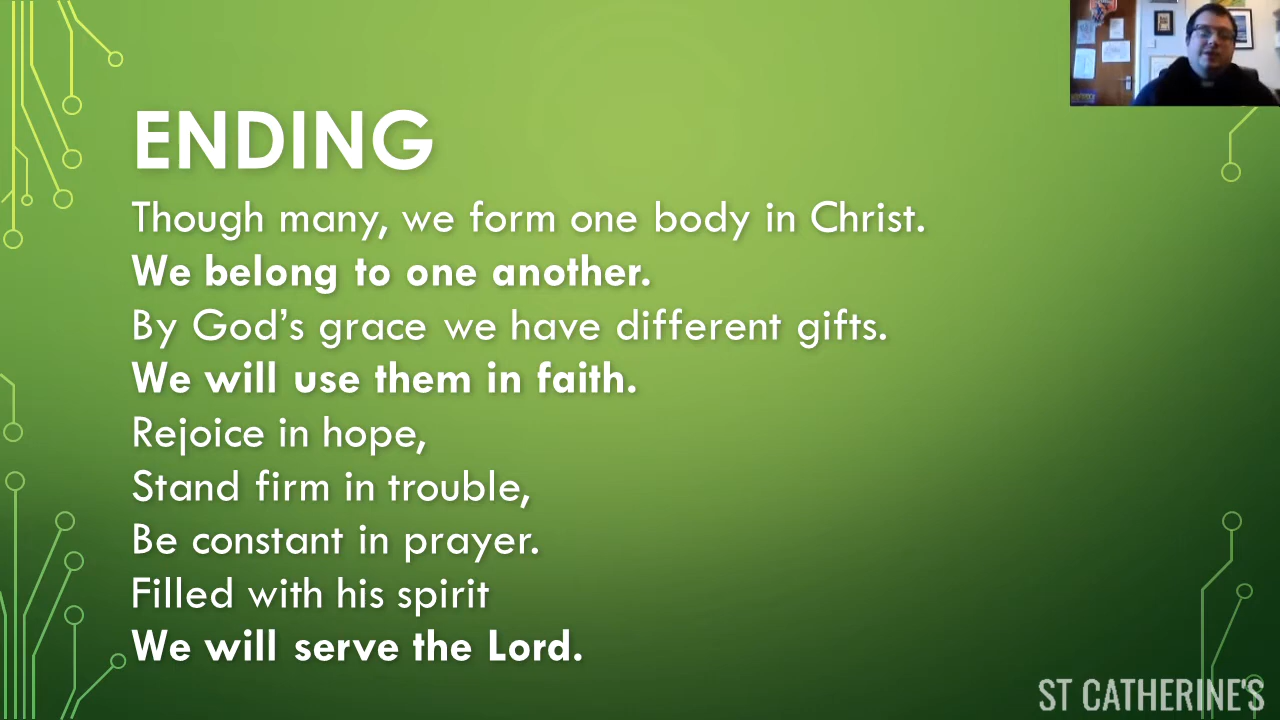 ENDING
Though many, we form one body in Christ.
We belong to one another.
By God’s grace we have different gifts.
We will use them in faith.
Rejoice in hope,
Stand firm in trouble,
Be constant in prayer.
Filled with his spirit
We will serve the Lord.
ST CATHERINE'S